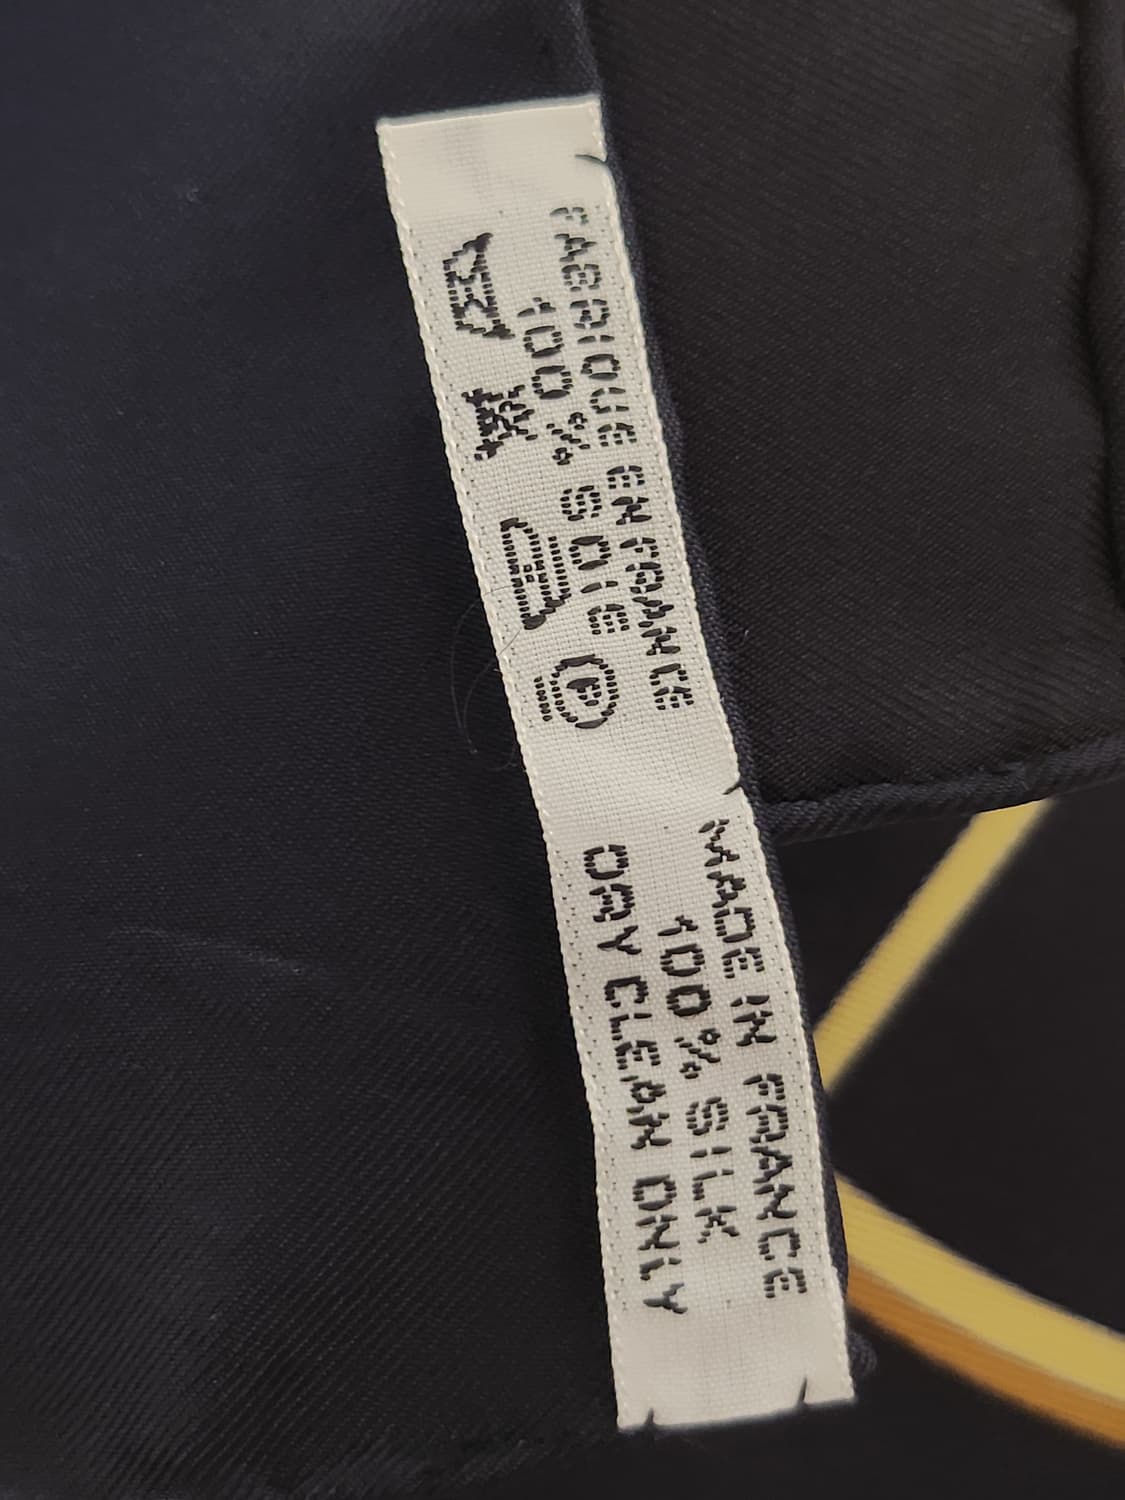 FABRIQUE EN FRANCE
100% SOIE
MADE IN FRANCE
100% SILK
DRY CLEAN ONLY